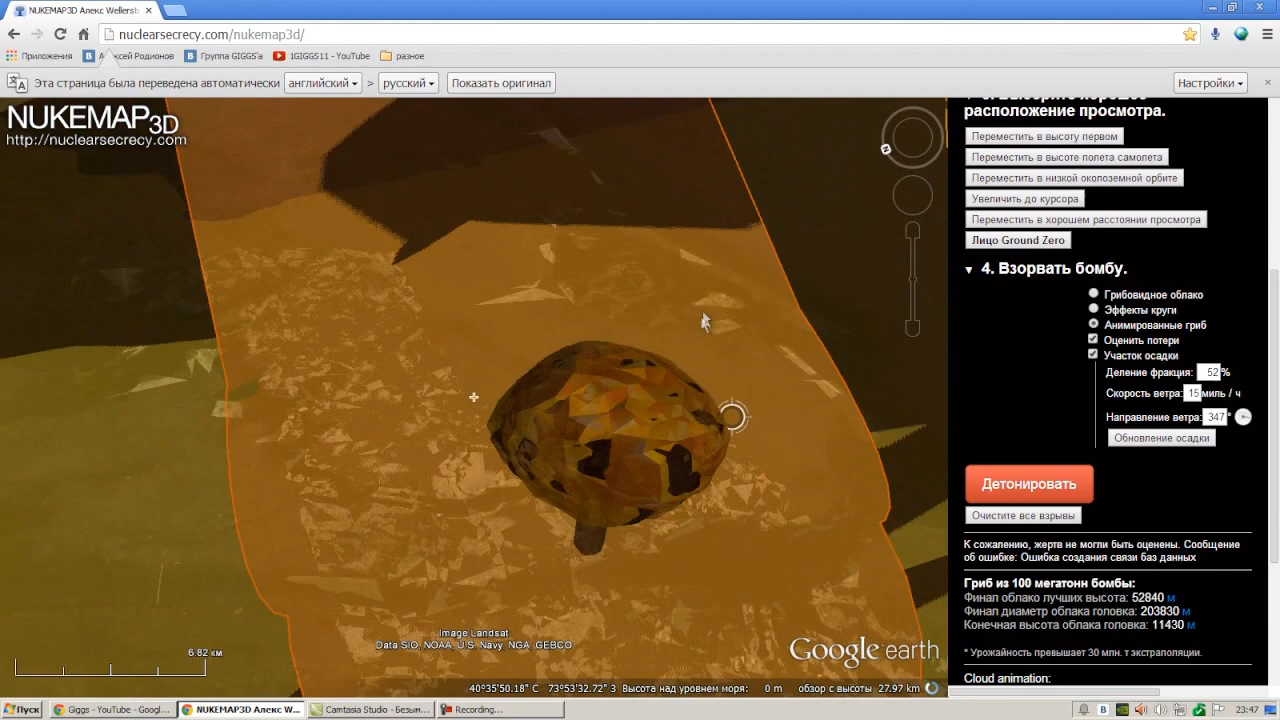 NUKEMAP3D Алекс Wellerst
nuclearsecrecy.com/nukemap3d/
Приложения
ксей Родионов
Группа GIGGS'a
1GIGGS11 - YouTube
разное
Эта страница была переведена автоматически
английский
>
русский
Показать оригинал
Настройки
NUKEMAP3D
http://nuclearsecrecy.com/
расположение просмотра.
Переместить в высоту первом
Переместить в высоте полета самолета
Переместить в низкой околоземной орбите
Увеличить до курсора
Переместить в хорошем расстоянии просмотра
Лицо Ground Zero
4. Взорвать бомбу.
Грибовидное облако
Эффекты круги
Анимированные гриб
Оценить потери
Участок осадки
Деление фракция: 52 %
Скорость ветра: 15 миль / ч
Направление ветра: 347 °
Обновление осадки
Детонировать
Очистите все взрывы
К сожалению, жертв не могли быть оценены. Сообщение
об ошибке: Ошибка создания связи баз данных
Гриб из 100 мегатонн бомбы:
Финал облако лучших высота: 52840 м
Финал диаметр облака головка: 203830 м
Конечная высота облака головка: 11430 м
* Урожайность превышает 30 млн. т экстраполяции.
Cloud animation:
Image Landsat
Data SIO, NOAA, U.S. Navy, NGA, GEBCO
Google earth
6.82 км
40°35'50.18" С 73°53'32.72" З Высота над уровнем моря: 0 m обзор с высоты 27.97 km
Пуск
Giggs - YouTube - Googl...
NUKEMAP3D Алекс W...
Camtasia Studio - Безым...
Recording...
23:47